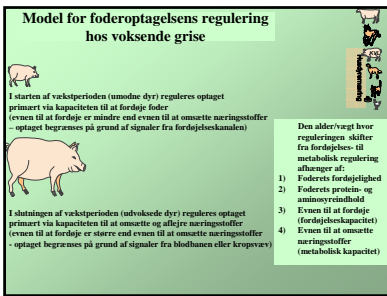 Model for foderoptagelsens regulering
hos voksende grise
KVL
Husdyrernæring
I starten af vækstperioden (umodne dyr) reguleres optaget
primært via kapaciteten til at fordøje foder
(evnen til at fordøje er mindre end evnen til at omsætte næringsstoffer
– optaget begrænses på grund af signaler fra fordøjelseskanalen)
I slutningen af vækstperioden (udvoksede dyr) reguleres optaget
primært via kapaciteten til at omsætte og aflejre næringsstoffer
(evnen til at fordøje er større end evnen til at omsætte næringsstoffer
- optaget begrænses på grund af signaler fra blodbanen eller kropsvæv)
Den alder/vægt hvor
reguleringen skifter
fra fordøjelses- til
metabolisk regulering
afhænger af:
1) Foderets fordøjelighed
2) Foderets protein- og
aminosyreindhold
3) Evnen til at fordøje
(fordøjelseskapacitet)
4) Evnen til at omsætte
næringsstoffer
(metabolisk kapacitet)